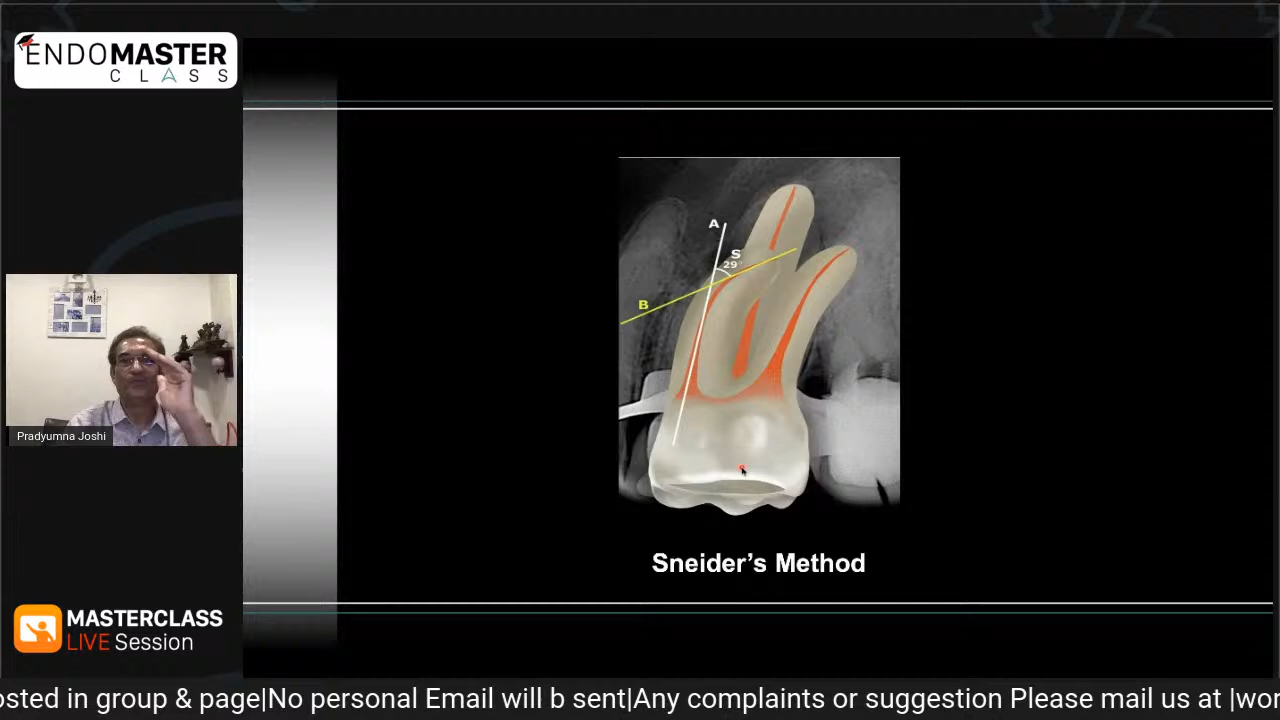 ENDOMASTER
CLASS
A
S
29°
B
Pradyumna Joshi
Sneider's Method
MASTERCLASS
LIVE Session
osted in group & page|No personal Email will b sent|Any complaints or suggestion Please mail us at |wor